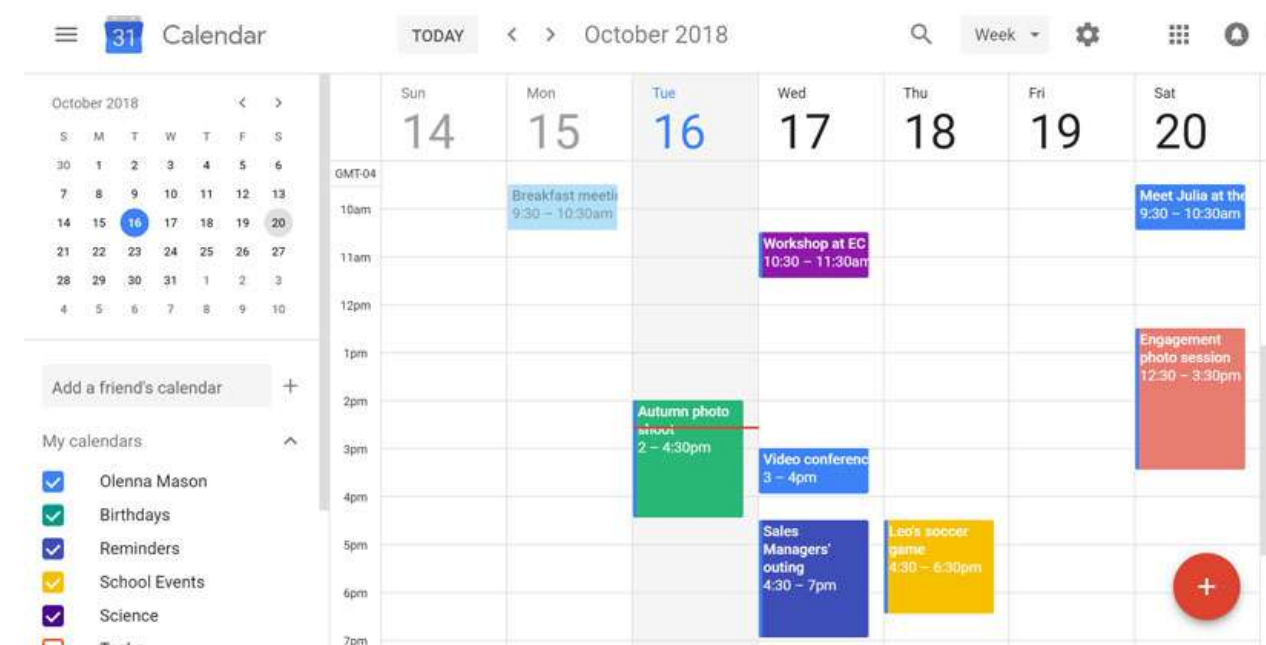 31 Calendar
TODAY
October 2018
Week
October 2018
S M T W T F S
30 1 2 3 4 5 6
7 8 9 10 11 12 13
14 15 16 17 18 19 20
21 22 23 24 25 26 27
28 29 30 31 1 2 3
4 5 6 7 8 9 10
Add a friend's calendar
My calendars
Olenna Mason
Birthdays
Reminders
School Events
Science
Sun Mon Tue Wed Thu Fri Sat
14 15 16 17 18 19 20
GMT-04
10am
11am
12pm
1pm
2pm
3pm
4pm
5pm
6pm
7pm
Breakfast meeti
9:30 – 10:30am
Autumn photo
shoot
2 – 4:30pm
Workshop at EC
10:30 – 11:30am
Video conferenc
3 – 4pm
Sales
Managers'
outing
4:30 – 7pm
Leo's soccer
game
4:30 – 6:30pm
Meet Julia at the
9:30 – 10:30am
Engagement
photo session
12:30 – 3:30pm